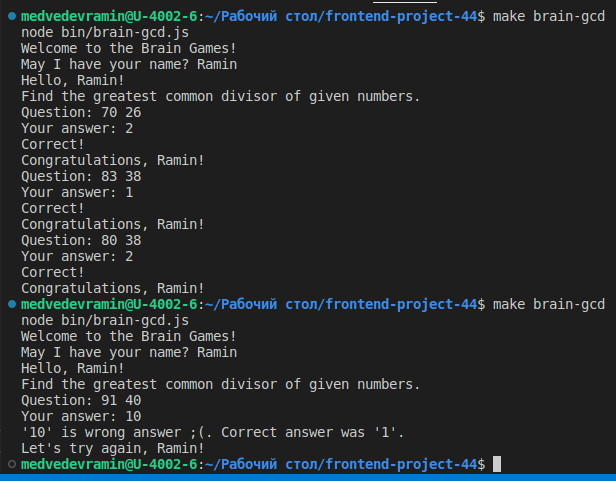 medvedevramin@U-4002-6:~/Рабочий стол/frontend-project-44$ make brain-gcd
node bin/brain-gcd.js
Welcome to the Brain Games!
May I have your name? Ramin
Hello, Ramin!
Find the greatest common divisor of given numbers.
Question: 70 26
Your answer: 2
Correct!
Congratulations, Ramin!
Question: 83 38
Your answer: 1
Correct!
Congratulations, Ramin!
Question: 80 38
Your answer: 2
Correct!
Congratulations, Ramin!
medvedevramin@U-4002-6:~/Рабочий стол/frontend-project-44$ make brain-gcd
node bin/brain-gcd.js
Welcome to the Brain Games!
May I have your name? Ramin
Hello, Ramin!
Find the greatest common divisor of given numbers.
Question: 91 40
Your answer: 10
'10' is wrong answer ;(. Correct answer was '1'.
Let's try again, Ramin!
medvedevramin@U-4002-6:~/Рабочий стол/frontend-project-44$